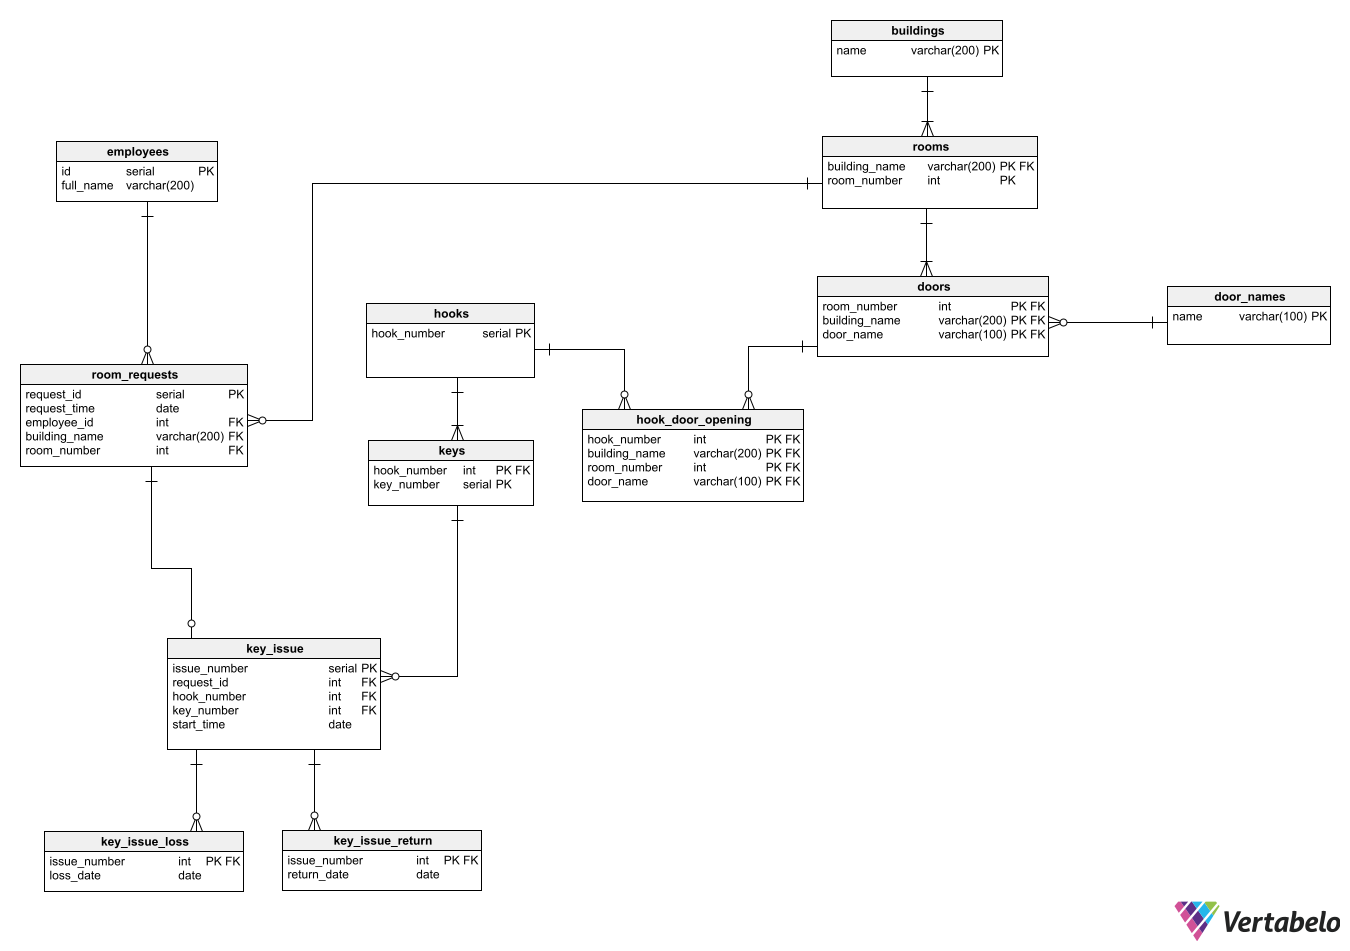 buildings
name varchar(200) PK
employees
id serial PK
full_name varchar(200)
rooms
building_name varchar(200) PK FK
room_number int PK
hooks
hook_number serial PK
doors
room_number int PK FK
building_name varchar(200) PK FK
door_name varchar(100) PK FK
door_names
name varchar(100) PK
room_requests
request_id serial PK
request_time date
employee_id int FK
building_name varchar(200) FK
room_number int FK
keys
hook_number int PK FK
key_number serial PK
hook_door_opening
hook_number int PK FK
building_name varchar(200) PK FK
room_number int PK FK
door_name varchar(100) PK FK
key_issue
issue_number serial PK
request_id int FK
hook_number int FK
key_number int FK
start_time date
key_issue_loss
issue_number int PK FK
loss_date date
key_issue_return
issue_number int PK FK
return_date date
Vertabelo